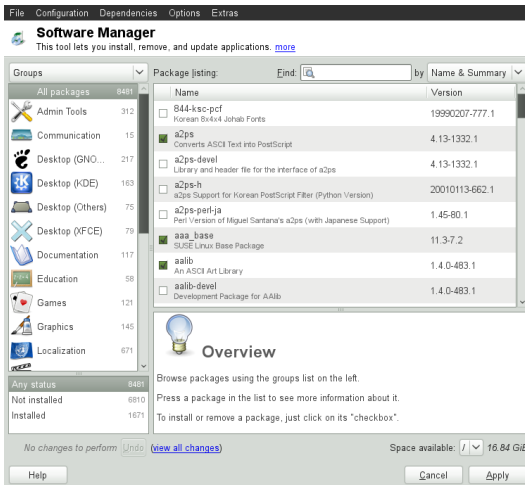 File Configuration Dependencies Options Extras
Software Manager
This tool lets you install, remove, and update applications. more
Groups
Package listing: Find: by Name & Summary
All packages 8481
Admin Tools 312
Communication 15
Desktop (GNO... 217
Desktop (KDE) 163
Desktop (Others) 75
Desktop (XFCE) 79
Documentation 117
Education 58
Games 121
Graphics 145
Localization 671
Any status 8481
Not installed 6810
Installed 1671
Name Version
844-ksc-pcf 19990207-777.1
Korean 8x4x4 Johab Fonts
a2ps 4.13-1332.1
Converts ASCII Text into PostScript
a2ps-devel 4.13-1332.1
Library and header file for the interface of a2ps
a2ps-h 20010113-662.1
a2ps Support for Korean PostScript Filter (Python Version)
a2ps-perl-ja 1.45-80.1
Perl Version of Miguel Santana's a2ps (with Japanese Support)
aaa_base 11.3-7.2
SUSE Linux Base Package
aalib 1.4.0-483.1
An ASCII Art Library
aalib-devel 1.4.0-483.1
Development Package for AAlib
Overview
Browse packages using the groups list on the left.
Press a package in the list to see more information about it.
To install or remove a package, just click on its "checkbox".
No changes to perform Undo (view all changes) Space available: / 16.84 GiB
Help Cancel Apply